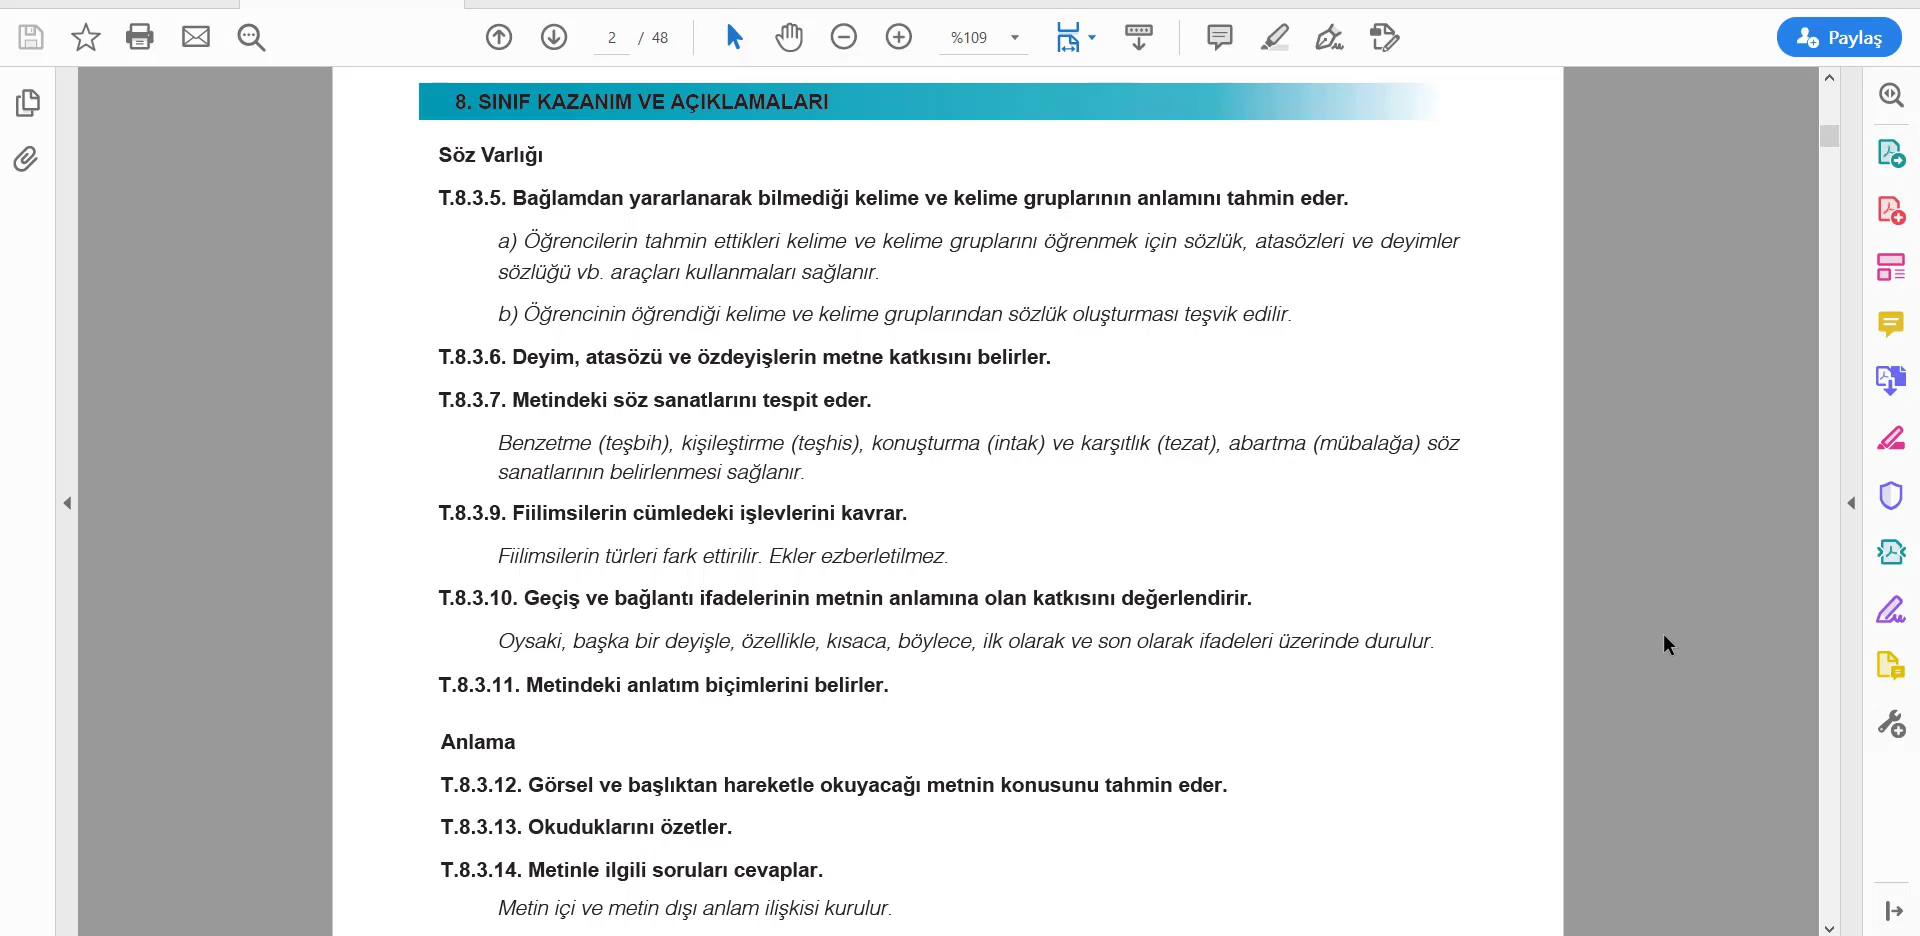 2 / 48
%109
Paylaş
8. SINIF KAZANIM VE AÇIKLAMALARI
Söz Varlığı
T.8.3.5. Bağlamdan yararlanarak bilmediği kelime ve kelime gruplarının anlamını tahmin eder.
a) Öğrencilerin tahmin ettikleri kelime ve kelime gruplarını öğrenmek için sözlük, atasözleri ve deyimler
sözlüğü vb. araçları kullanmaları sağlanır.
b) Öğrencinin öğrendiği kelime ve kelime gruplarından sözlük oluşturması teşvik edilir.
T.8.3.6. Deyim, atasözü ve özdeyişlerin metne katkısını belirler.
T.8.3.7. Metindeki söz sanatlarını tespit eder.
Benzetme (teşbih), kişileştirme (teşhis), konuşturma (intak) ve karşıtlık (tezat), abartma (mübalağa) söz
sanatlarının belirlenmesi sağlanır.
T.8.3.9. Fiilimsilerin cümledeki işlevlerini kavrar.
Fiilimsilerin türleri fark ettirilir. Ekler ezberletilmez.
T.8.3.10. Geçiş ve bağlantı ifadelerinin metnin anlamına olan katkısını değerlendirir.
Oysaki, başka bir deyişle, özellikle, kısaca, böylece, ilk olarak ve son olarak ifadeleri üzerinde durulur.
T.8.3.11. Metindeki anlatım biçimlerini belirler.
Anlama
T.8.3.12. Görsel ve başlıktan hareketle okuyacağı metnin konusunu tahmin eder.
T.8.3.13. Okuduklarını özetler.
T.8.3.14. Metinle ilgili soruları cevaplar.
Metin içi ve metin dışı anlam ilişkisi kurulur.